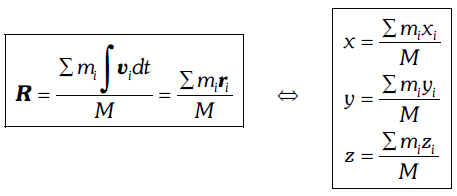 R = Σ mᵢ ∫ vᵢdt / M = Σ mᵢrᵢ / M ⇔
x = Σ mᵢxᵢ / M
y = Σ mᵢyᵢ / M
z = Σ mᵢzᵢ / M